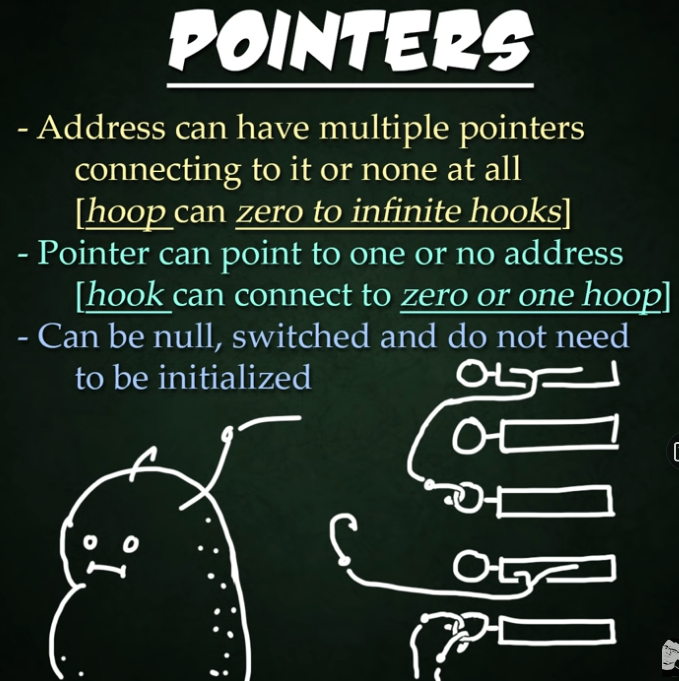 POINTERS
- Address can have multiple pointers
connecting to it or none at all
[hoop can zero to infinite hooks]
- Pointer can point to one or no address
[hook can connect to zero or one hoop]
- Can be null, switched and do not need
to be initialized